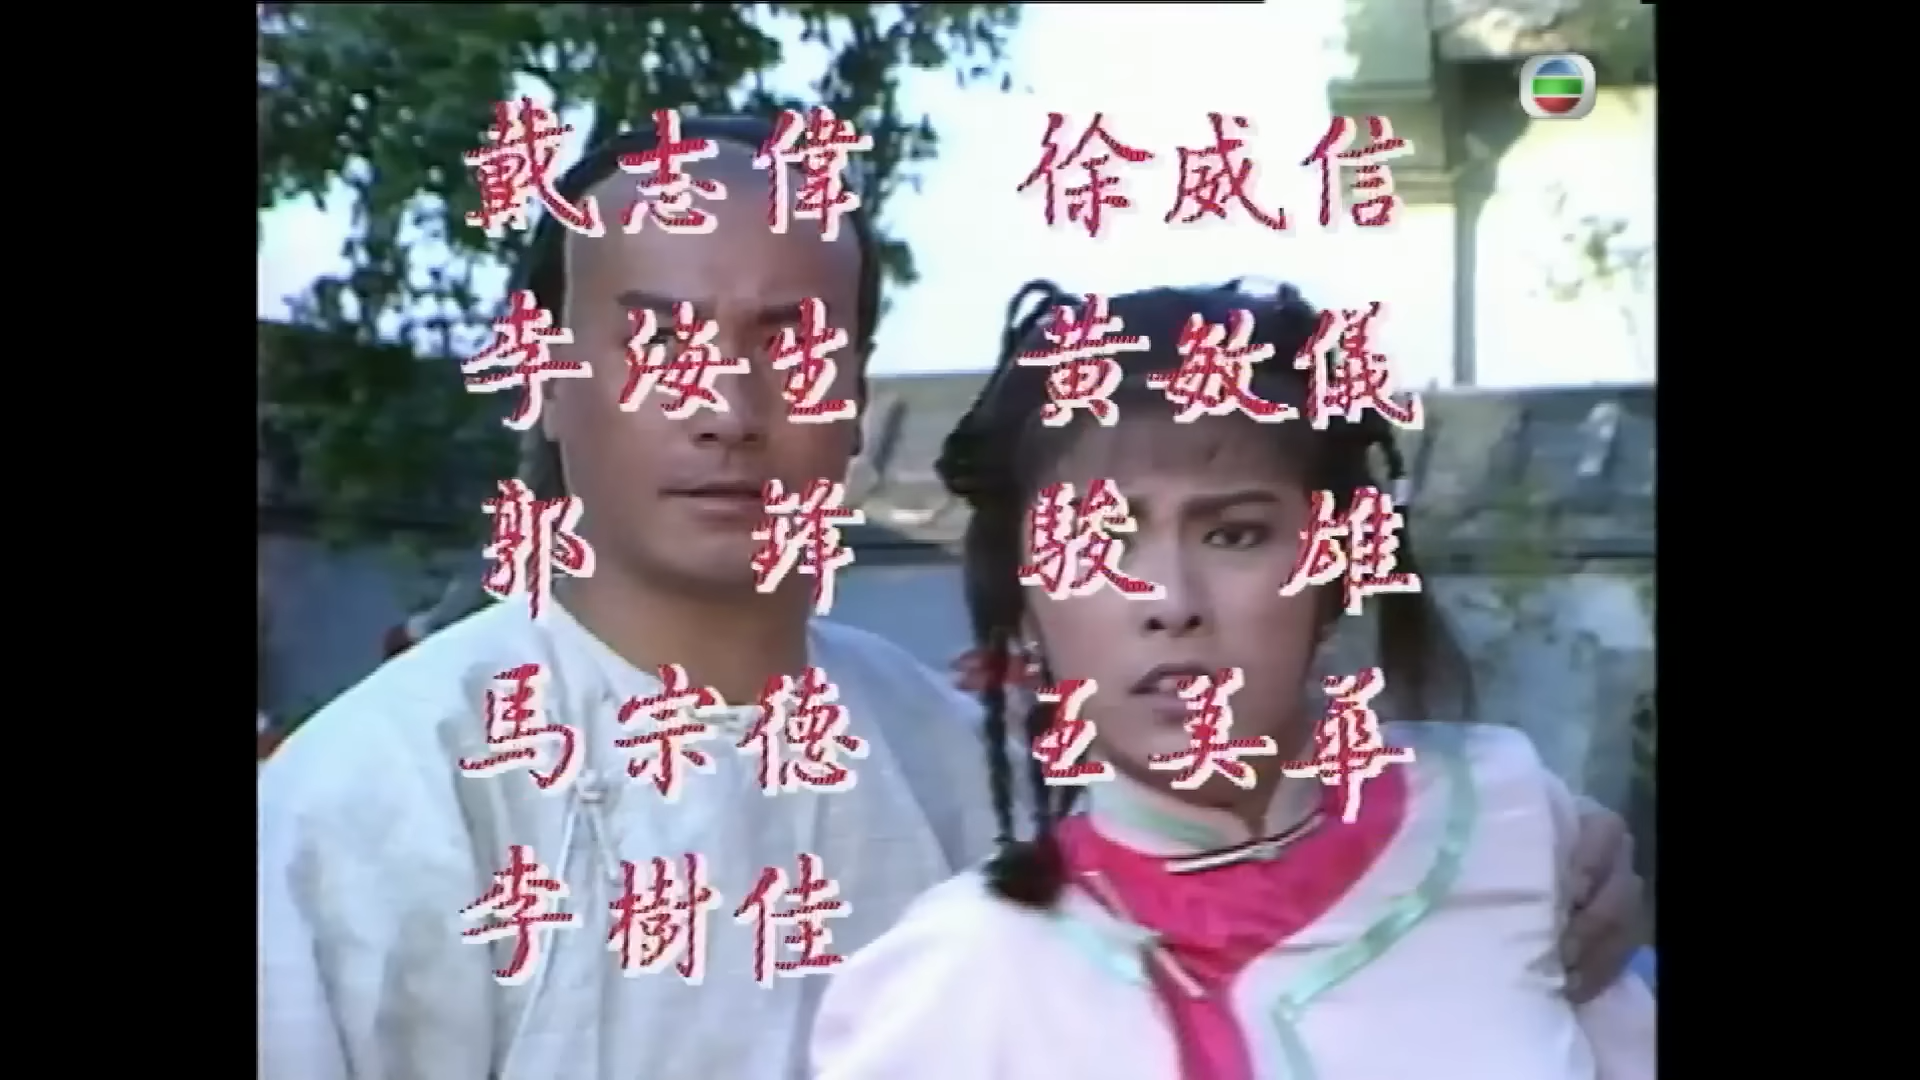 戴志偉 徐威信
李海生 黃敏儀
郭鋒 駿雄
馬宗德 王美華
李樹佳